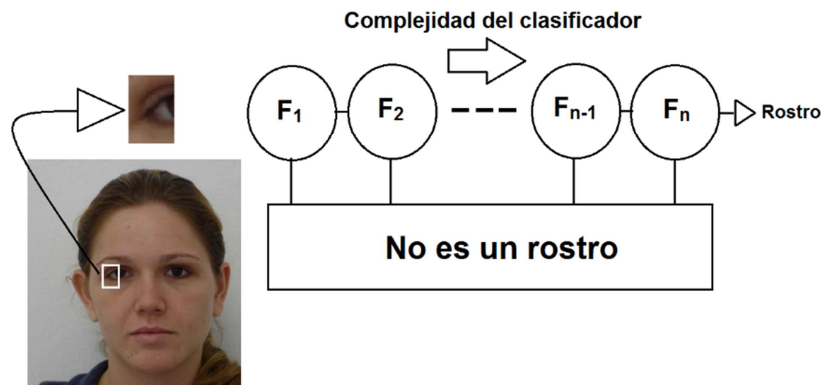 Complejidad del clasificador
F1
F2
Fn-1
Fn
Rostro
No es un rostro